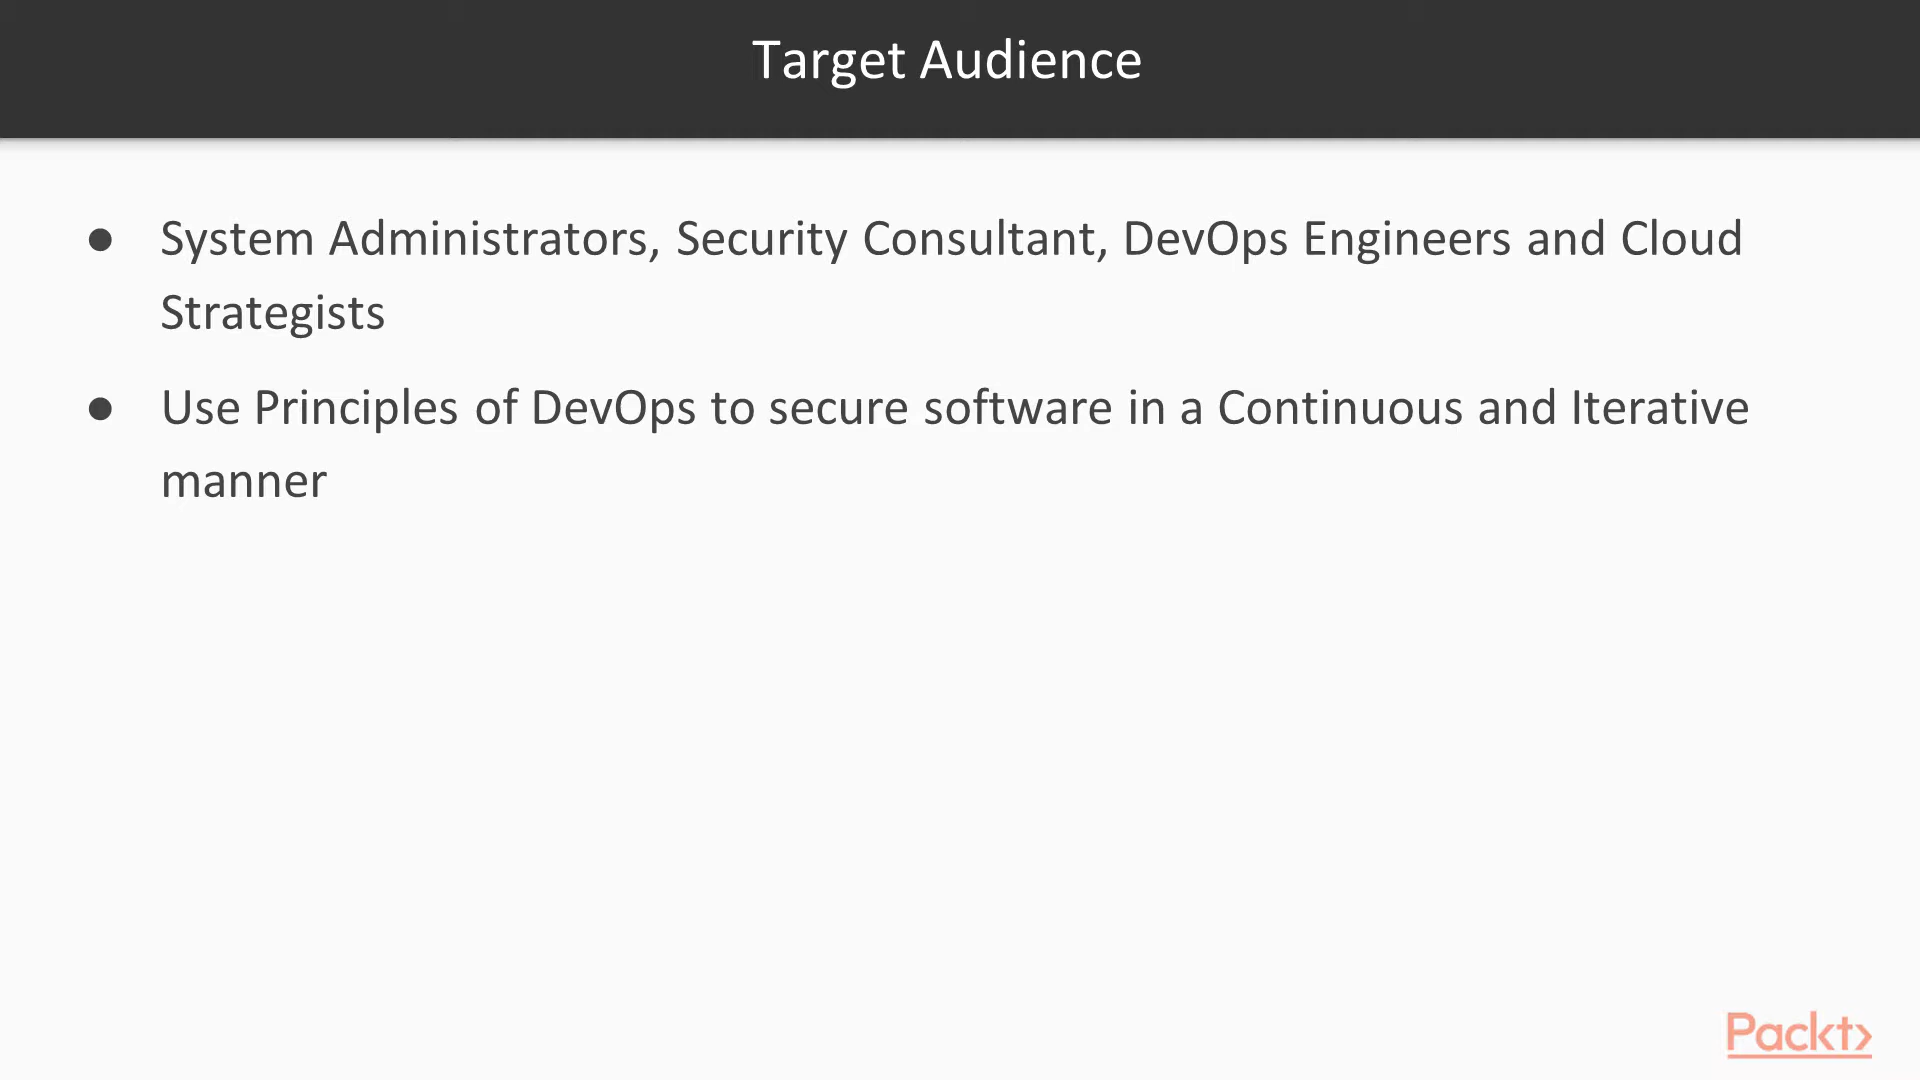 Target Audience
● System Administrators, Security Consultant, DevOps Engineers and Cloud
Strategists
● Use Principles of DevOps to secure software in a Continuous and Iterative
manner
Packt>